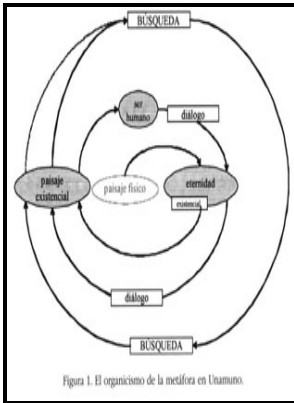 BÚSQUEDA
ser
humano
diálogo
paisaje
existencial
paisaje físico
eternidad
existencial
diálogo
BÚSQUEDA
Figura 1. El organicismo de la metáfora en Unamuno.